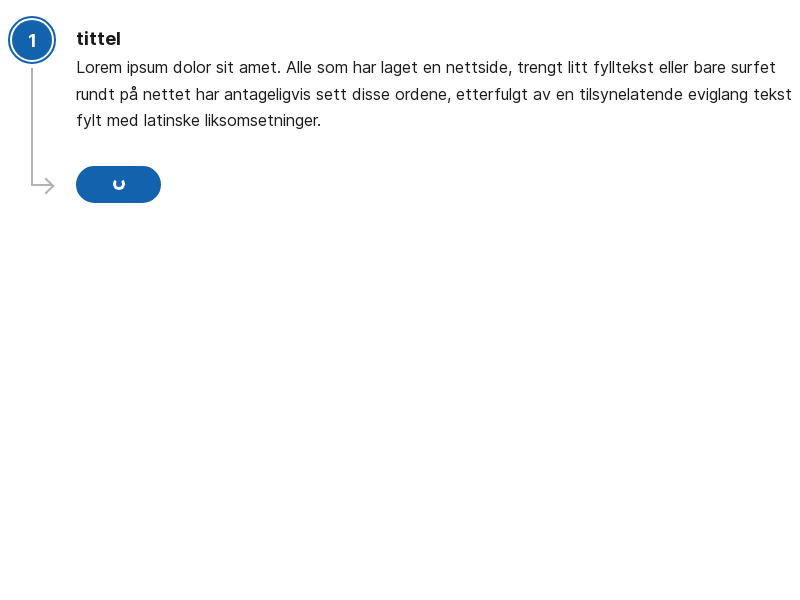 1
tittel
Lorem ipsum dolor sit amet. Alle som har laget en nettside, trengt litt fylltekst eller bare surfet
rundt på nettet har antageligvis sett disse ordene, etterfulgt av en tilsynelatende eviglang tekst
fylt med latinske liksomsetninger.